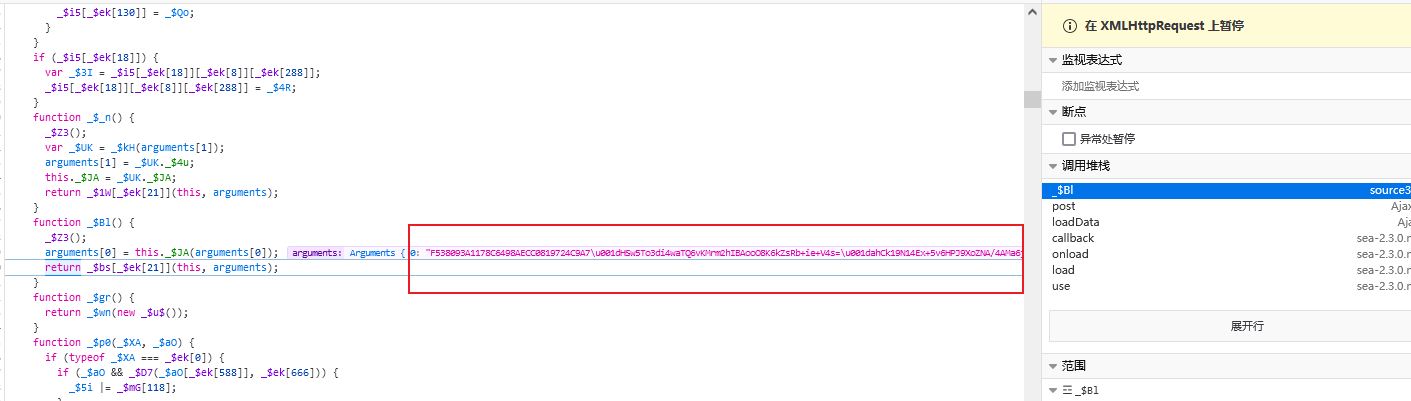 _$i5[_$ek[130]] = _$Qo;
}
}
if (_$i5[_$ek[18]]) {
var _$3I = _$i5[_$ek[18]][_$ek[8]][_$ek[288]];
_$i5[_$ek[18]][_$ek[8]][_$ek[288]] = _$4R;
}
function _$_n() {
_$Z3();
var _$UK = _$kH(arguments[1]);
arguments[1] = _$UK._$4u;
this._$JA = _$UK._$JA;
return _$1W[_$ek[21]](this, arguments);
}
function _$Bl() {
_$Z3();
arguments[0] = this._$JA(arguments[0]); arguments: Arguments { 0: "F538093A1178C6498AECC0819724C9A7\u001dHSw5To3di4waTQ6vKMrm2hIBAooO8K6kZsRb+ie+V4s=\u001dahCk19N14Ex+5v6HPJ9XoZNA/4AMa6j
return _$bs[_$ek[21]](this, arguments);
}
function _$gr() {
return _$wn(new _$u$());
}
function _$p0(_$XA, _$aO) {
if (typeof _$XA === _$ek[0]) {
if (_$aO && _$D7(_$aO[_$ek[588]], _$ek[666])) {
_$5i |= _$mG[118];
在 XMLHttpRequest 上暂停
监视表达式
添加监视表达式
断点
异常处暂停
调用堆栈
_$Bl source3
post Ajax
loadData Ajax
callback sea-2.3.0.m
onload sea-2.3.0.m
load sea-2.3.0.m
use sea-2.3.0.m
展开行
范围
_$Bl